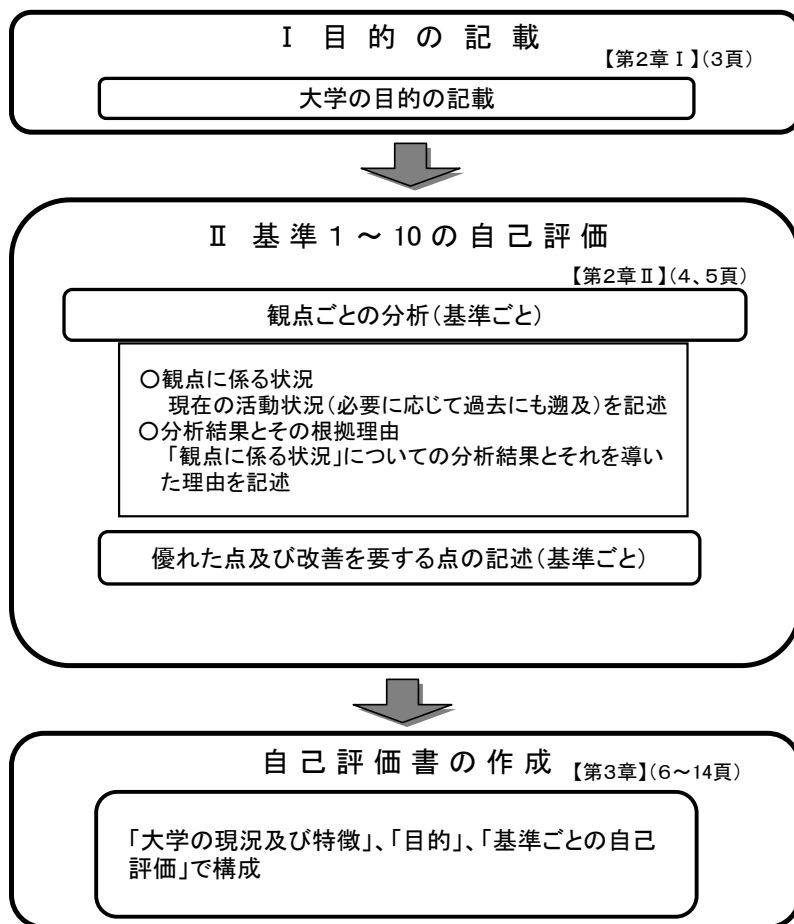 Ⅰ 目的の記載
【第2章Ⅰ】(3頁)
大学の目的の記載
Ⅱ 基準1~10の自己評価
【第2章Ⅱ】(4、5頁)
観点ごとの分析(基準ごと)
○観点に係る状況
現在の活動状況(必要に応じて過去にも遡及)を記述
○分析結果とその根拠理由
「観点に係る状況」についての分析結果とそれを導い
た理由を記述
優れた点及び改善を要する点の記述(基準ごと)
自己評価書の作成 【第3章】(6~14頁)
「大学の現況及び特徴」、「目的」、「基準ごとの自己
評価」で構成